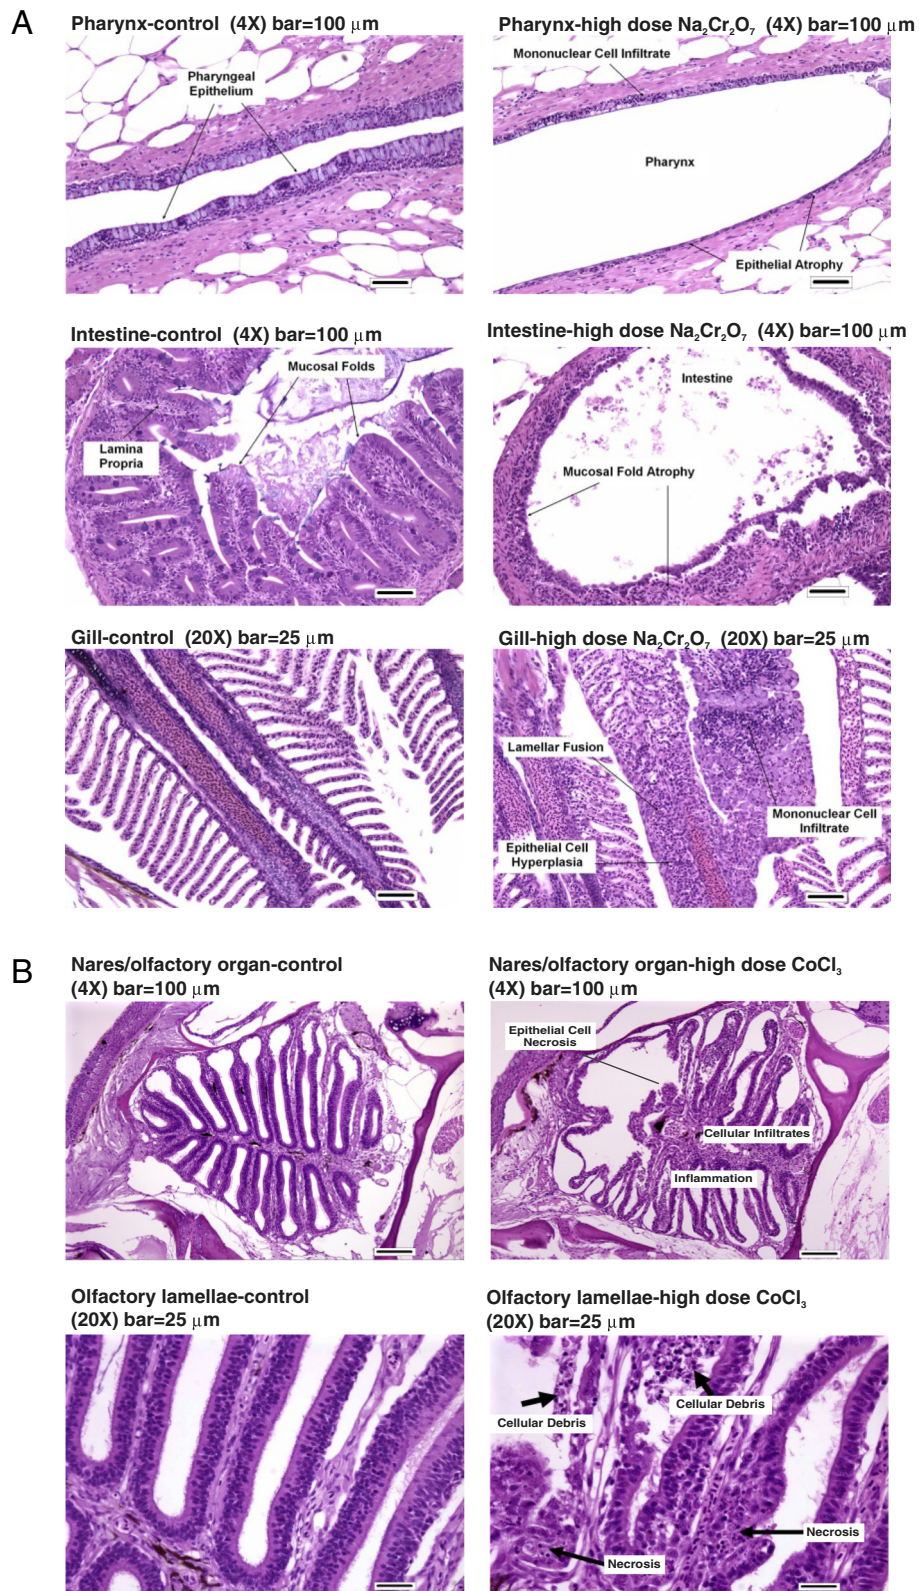 A
Pharynx-control (4X) bar=100 μm
Pharyngeal
Epithelium
Pharynx-high dose Na₂Cr₂O₇ (4X) bar=100 μm
Mononuclear Cell Infiltrate
Pharynx
Epithelial Atrophy
Intestine-control (4X) bar=100 μm
Mucosal Folds
Lamina
Propria
Intestine-high dose Na₂Cr₂O₇ (4X) bar=100 μm
Intestine
Mucosal Fold Atrophy
Gill-control (20X) bar=25 μm
Gill-high dose Na₂Cr₂O₇ (20X) bar=25 μm
Lamellar Fusion
Mononuclear Cell
Infiltrate
Epithelial Cell
Hyperplasia
B
Nares/olfactory organ-control
(4X) bar=100 μm
Nares/olfactory organ-high dose CoCl₃
(4X) bar=100 μm
Epithelial Cell
Necrosis
Cellular Infiltrates
Inflammation
Olfactory lamellae-control
(20X) bar=25 μm
Olfactory lamellae-high dose CoCl₃
(20X) bar=25 μm
Cellular Debris
Cellular Debris
Necrosis
Necrosis